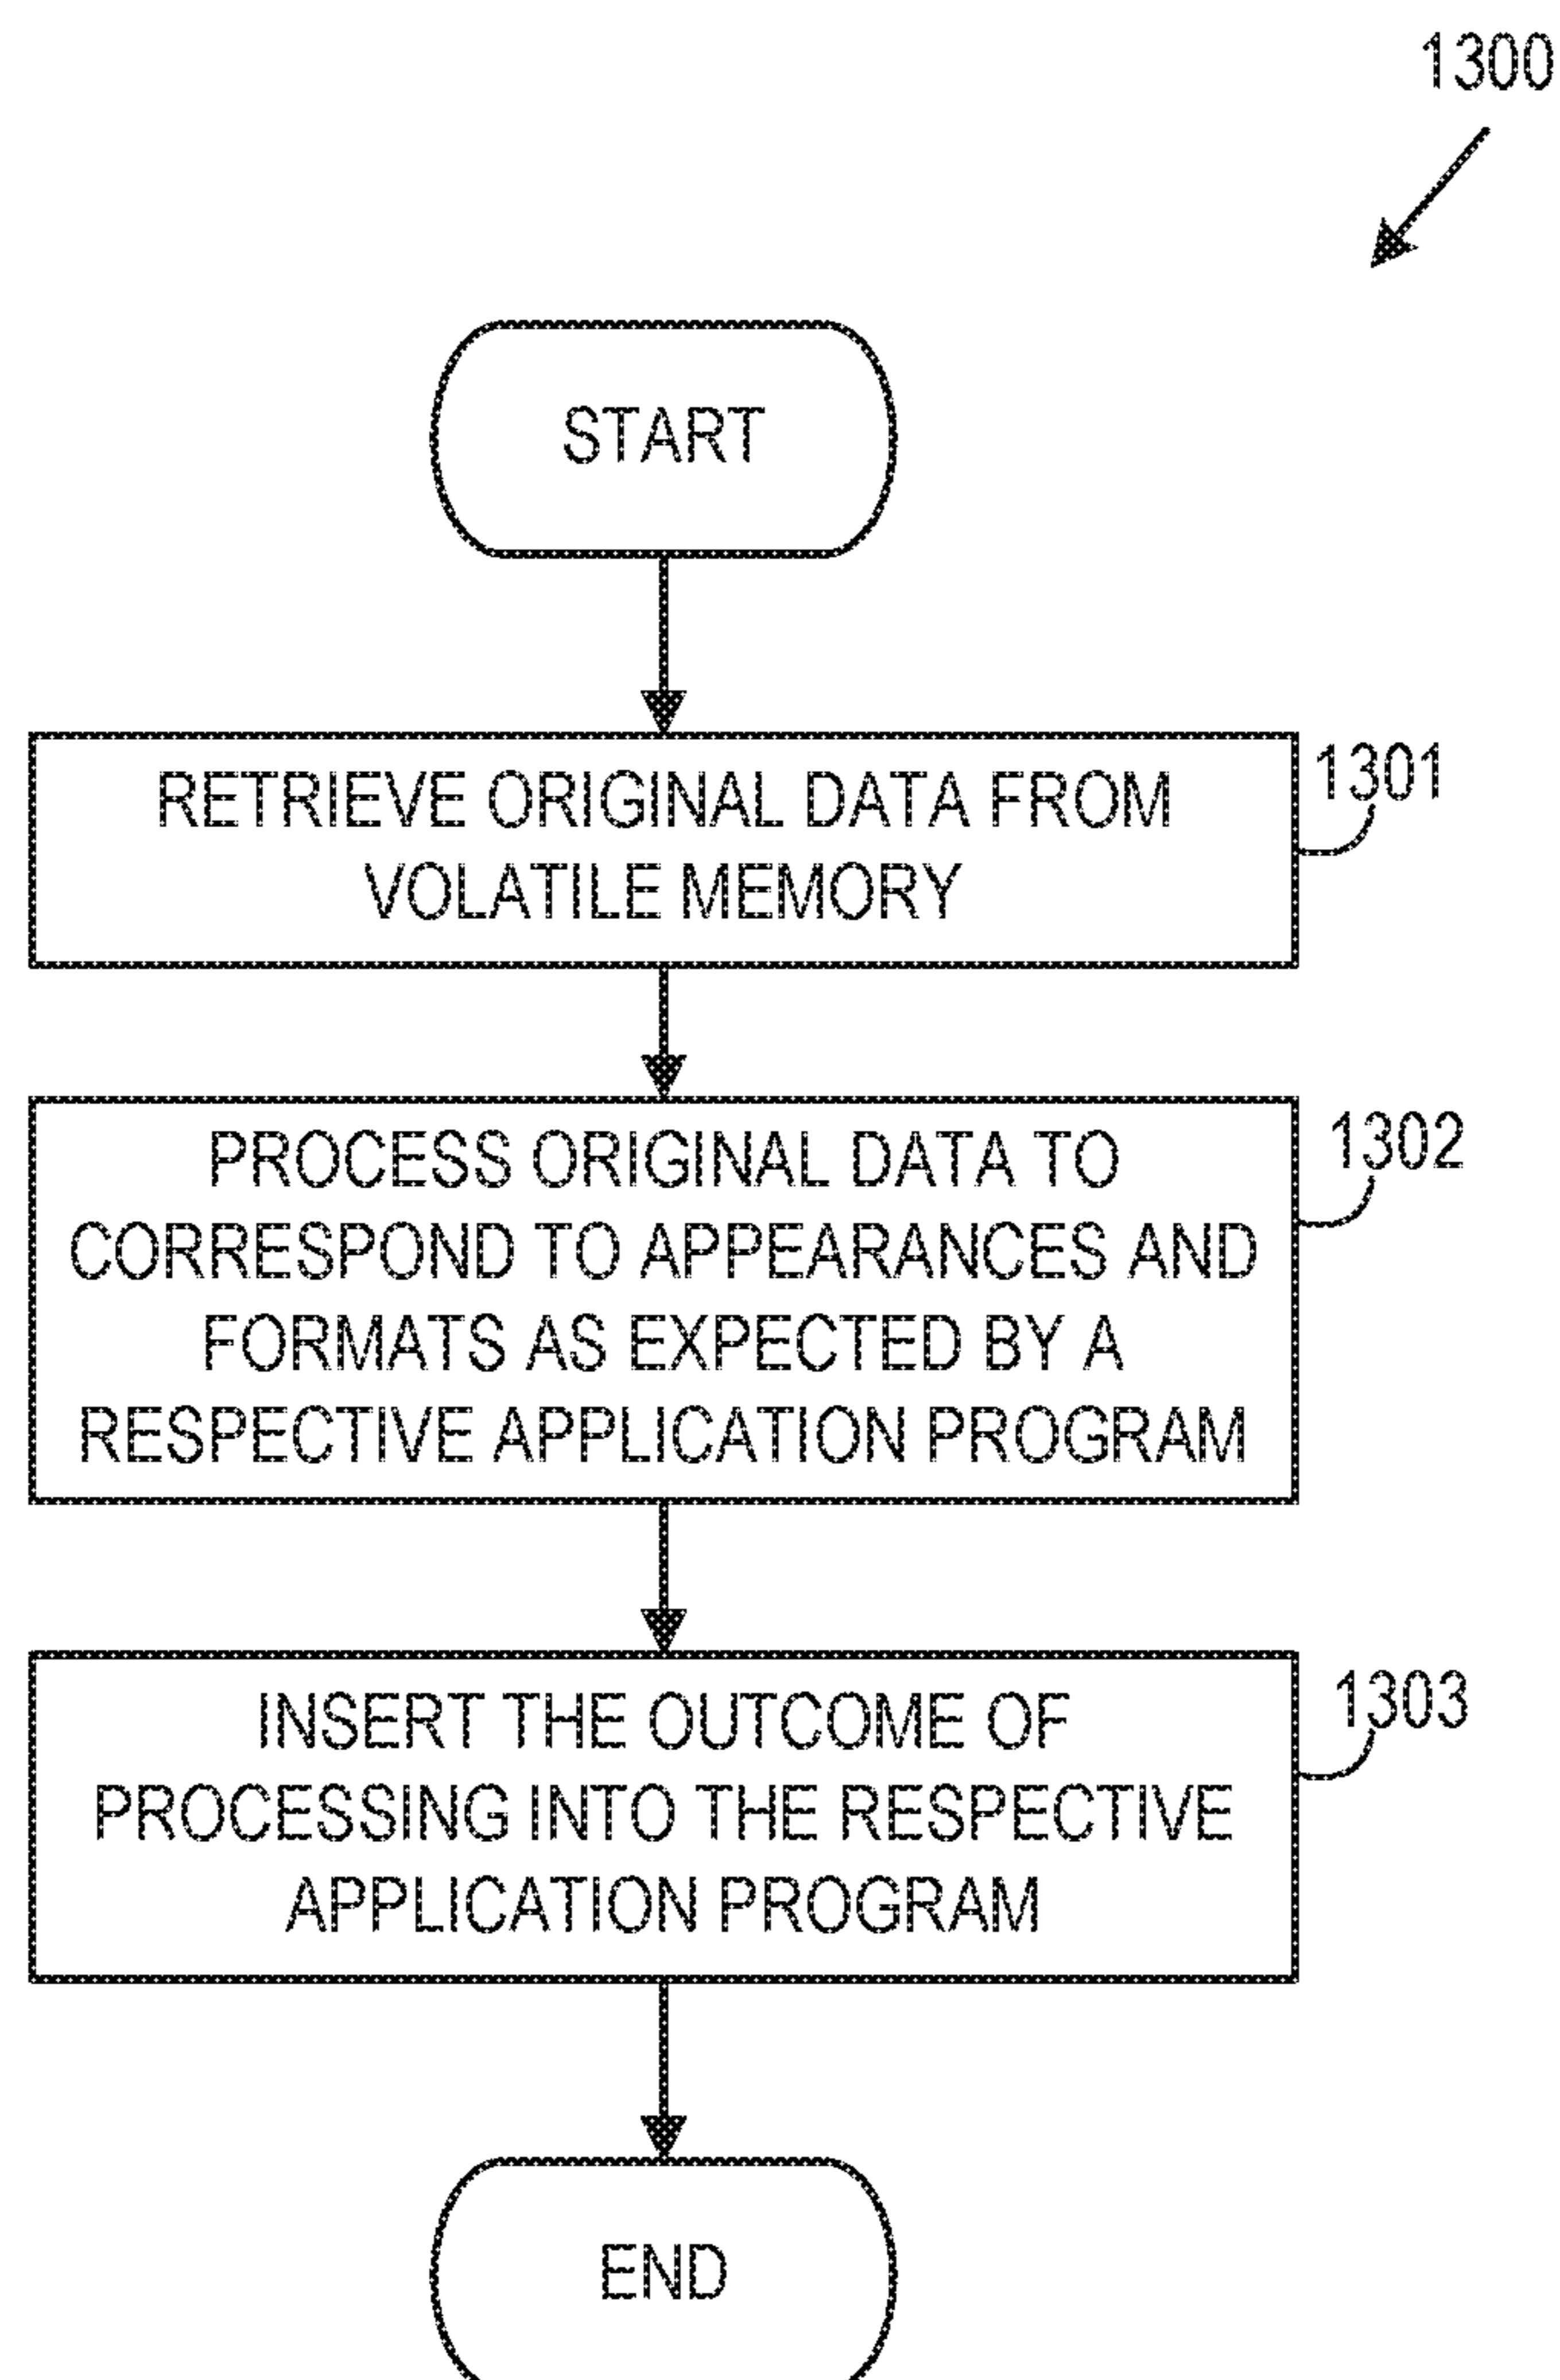 1300
START
RETRIEVE ORIGINAL DATA FROM
VOLATILE MEMORY
1301
PROCESS ORIGINAL DATA TO
CORRESPOND TO APPEARANCES AND
FORMATS AS EXPECTED BY A
RESPECTIVE APPLICATION PROGRAM
1302
INSERT THE OUTCOME OF
PROCESSING INTO THE RESPECTIVE
APPLICATION PROGRAM
1303
END